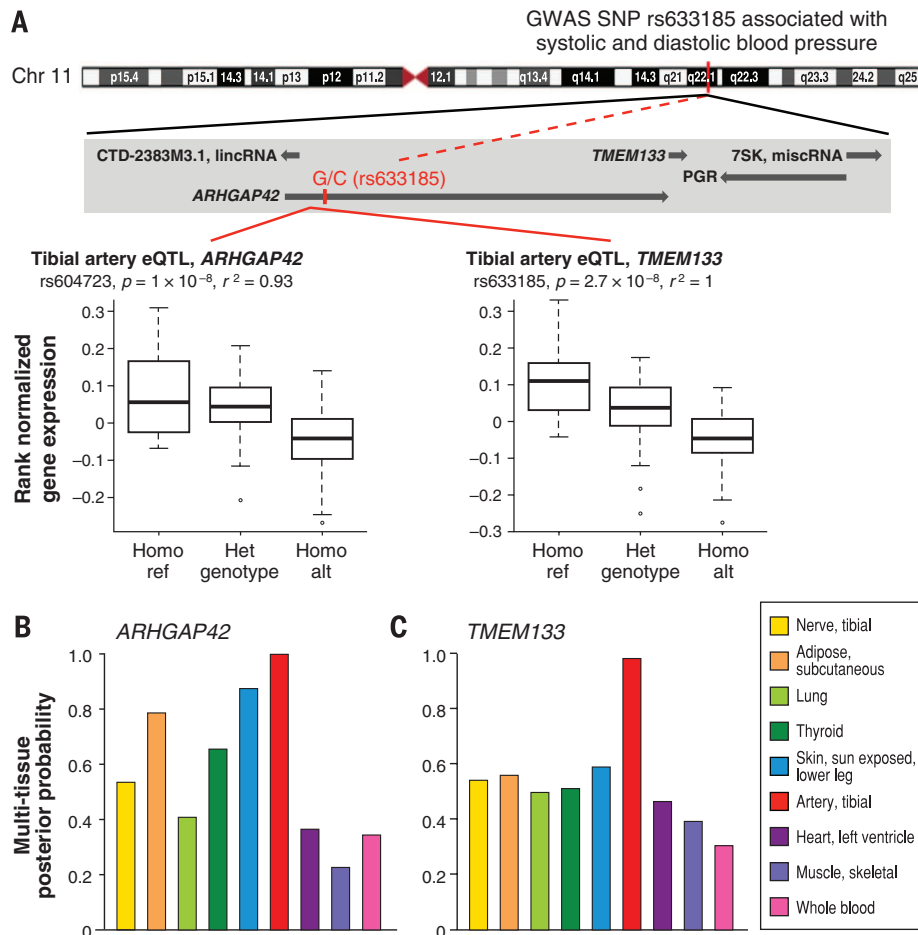 A
GWAS SNP rs633185 associated with
systolic and diastolic blood pressure
Chr 11
p15.4 p15.1 14.3 14.1 p13 p12 p11.2 12.1 q13.4 q14.1 14.3 q21 q22.1 q22.3 q23.3 24.2 q25
CTD-2383M3.1, lincRNA
TMEM133
7SK, miscRNA
G/C (rs633185)
PGR
ARHGAP42
Tibial artery eQTL, ARHGAP42
rs604723, p = 1 × 10⁻⁸, r² = 0.93
Rank normalized
gene expression
0.3
0.2
0.1
0
−0.1
−0.2
Homo
ref
Het
genotype
Homo
alt
Tibial artery eQTL, TMEM133
rs633185, p = 2.7 × 10⁻⁸, r² = 1
0.3
0.2
0.1
0
−0.1
−0.2
−0.3
Homo
ref
Het
genotype
Homo
alt
B
ARHGAP42
Multi-tissue
posterior probability
1.0
0.8
0.6
0.4
0.2
0
C
TMEM133
1.0
0.8
0.6
0.4
0.2
0
Nerve, tibial
Adipose,
subcutaneous
Lung
Thyroid
Skin, sun exposed,
lower leg
Artery, tibial
Heart, left ventricle
Muscle, skeletal
Whole blood